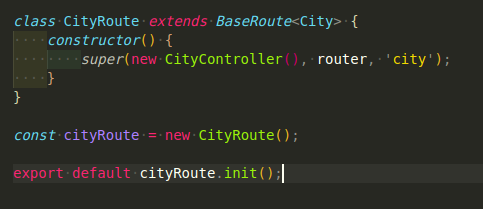 class CityRoute extends BaseRoute<City> {
    constructor() {
        super(new CityController(), router, 'city');
    }
}
const cityRoute = new CityRoute();
export default cityRoute.init();